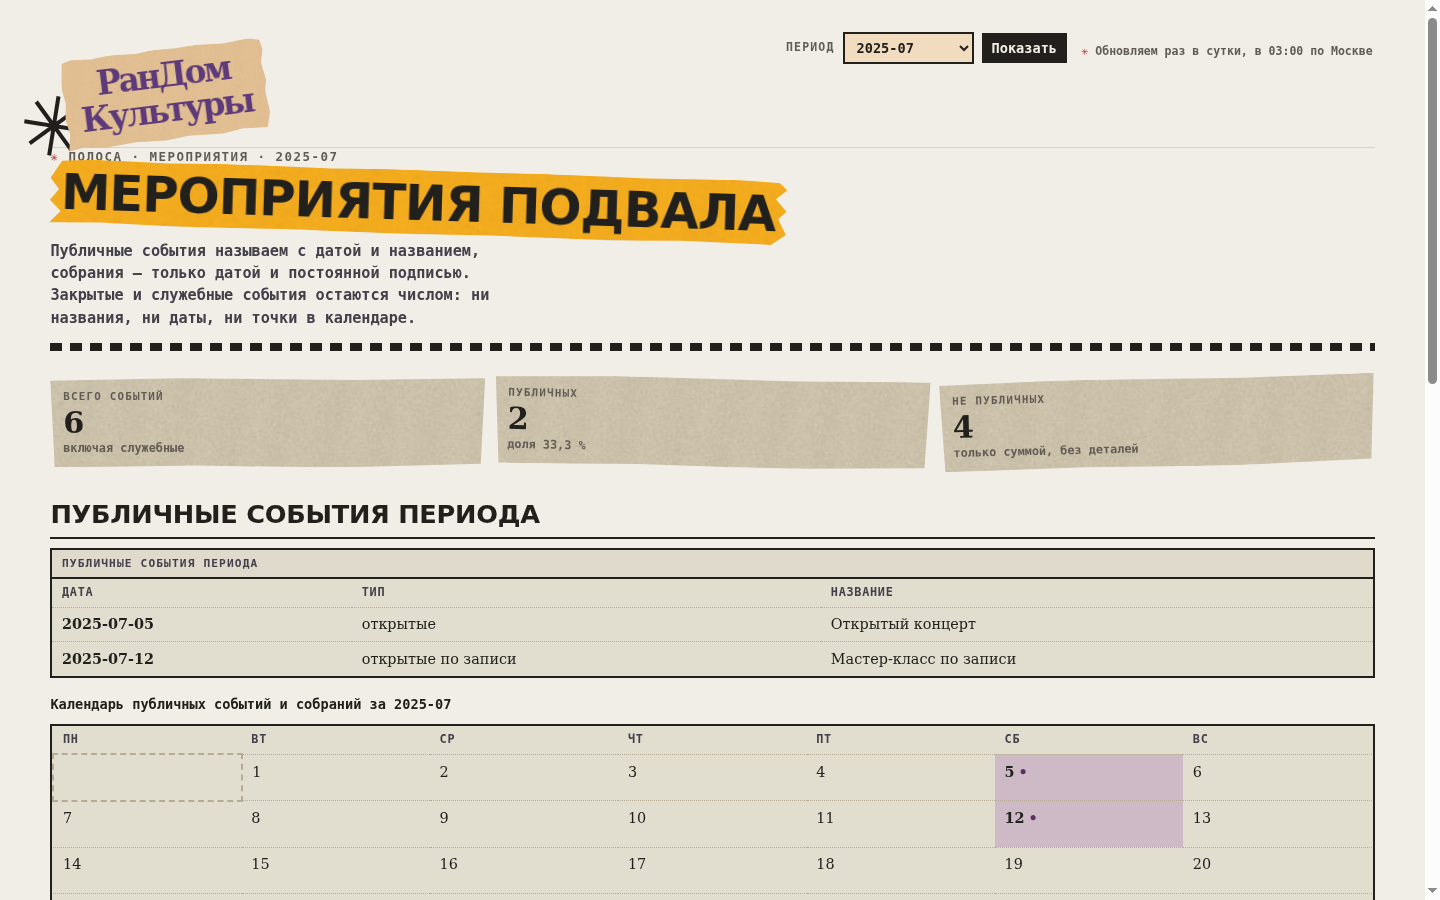 РанДом
Культуры
ПЕРИОД
2025-07
Показать
✳ Обновляем раз в сутки, в 03:00 по Москве
✳ ПОЛОСА · МЕРОПРИЯТИЯ · 2025-07
МЕРОПРИЯТИЯ ПОДВАЛА
Публичные события называем с датой и названием,
собрания — только датой и постоянной подписью.
Закрытые и служебные события остаются числом: ни
названия, ни даты, ни точки в календаре.
ВСЕГО СОБЫТИЙ
6
включая служебные
ПУБЛИЧНЫХ
2
доля 33,3 %
НЕ ПУБЛИЧНЫХ
4
только суммой, без деталей
ПУБЛИЧНЫЕ СОБЫТИЯ ПЕРИОДА
ПУБЛИЧНЫЕ СОБЫТИЯ ПЕРИОДА
ДАТА ТИП НАЗВАНИЕ
2025-07-05 открытые Открытый концерт
2025-07-12 открытые по записи Мастер-класс по записи
Календарь публичных событий и собраний за 2025-07
ПН ВТ СР ЧТ ПТ СБ ВС
1 2 3 4 5 • 6
7 8 9 10 11 12 • 13
14 15 16 17 18 19 20